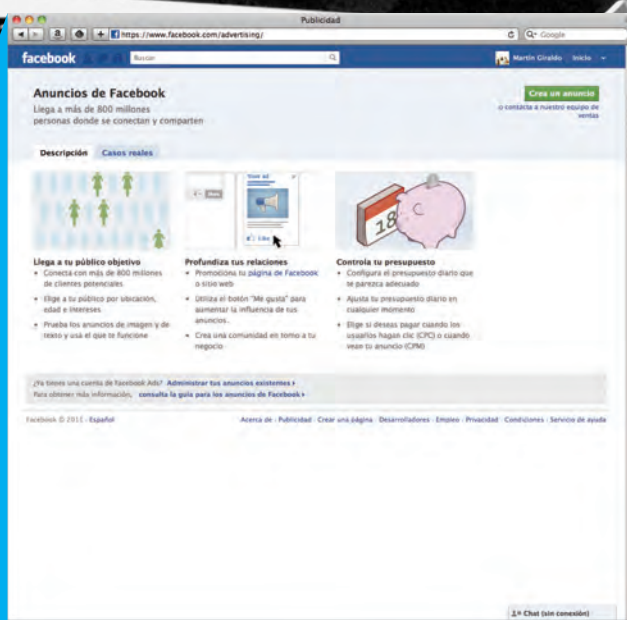 Publicidad
https://www.facebook.com/advertising/
Google
facebook
Buscar
Martin Giraldo Inicio
Anuncios de Facebook
Llega a más de 800 millones
personas donde se conectan y comparten
Crea un anuncio
o contacta a nuestro equipo de
ventas
Descripción Casos reales
Your ad
Like
18
Llega a tu público objetivo
• Conecta con más de 800 millones
de clientes potenciales
• Elige a tu público por ubicación,
edad e intereses
• Prueba los anuncios de imagen y de
texto y usa el que te funcione
Profundiza tus relaciones
• Promociona tu página de Facebook
o sitio web
• Utiliza el botón "Me gusta" para
aumentar la influencia de tus
anuncios.
• Crea una comunidad en torno a tu
negocio
Controla tu presupuesto
• Configura el presupuesto diario que
te parezca adecuado
• Ajusta tu presupuesto diario en
cualquier momento
• Elige si deseas pagar cuando los
usuarios hagan clic (CPC) o cuando
vean tu anuncio (CPM)
¿Ya tienes una cuenta de Facebook Ads? Administrar tus anuncios existentes
Para obtener más información, consulta la guía para los anuncios de Facebook
Facebook © 2011 · Español
Acerca de · Publicidad · Crear una página · Desarrolladores · Empleo · Privacidad · Condiciones · Servicio de ayuda
Chat (sin conexión)